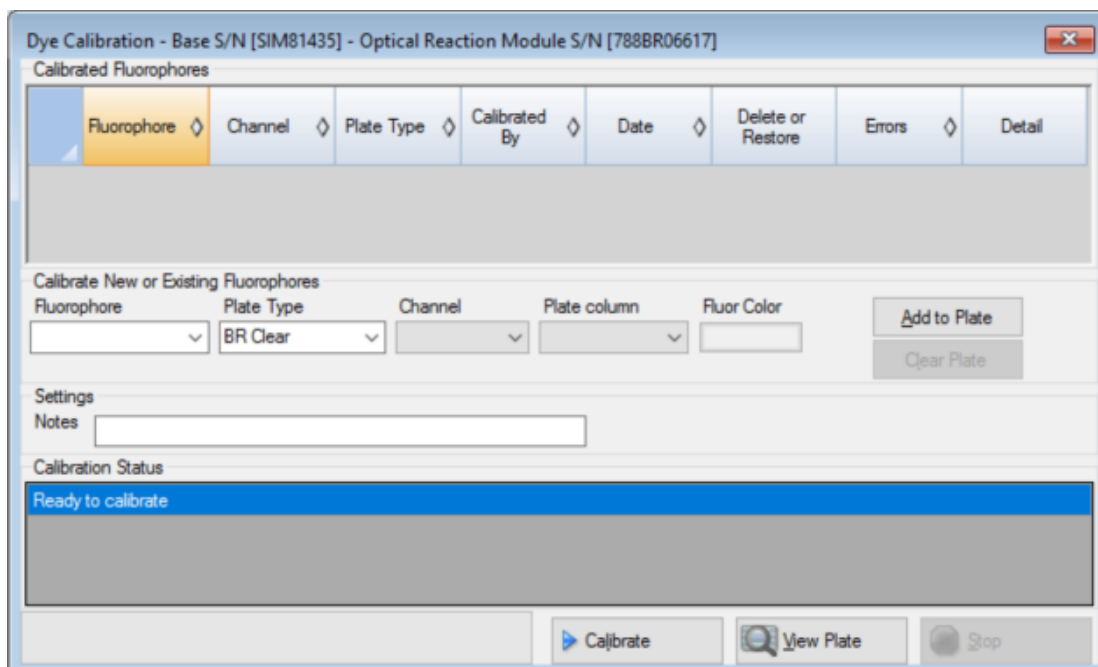 Dye Calibration - Base S/N [SIM81435] - Optical Reaction Module S/N [788BR06617]
Calibrated Fluorophores
Fluorophore Channel Plate Type Calibrated By Date Delete or Restore Errors Detail
Calibrate New or Existing Fluorophores
Fluorophore Plate Type Channel Plate column Fluor Color
BR Clear
Add to Plate
Clear Plate
Settings
Notes
Calibration Status
Ready to calibrate
Calibrate View Plate Stop